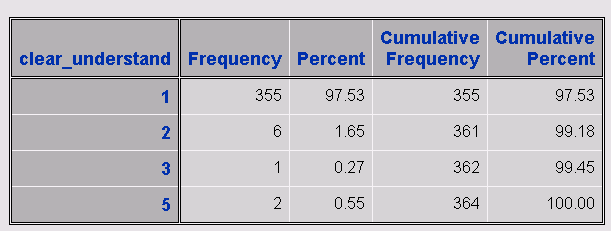 Cumulative Cumulative
clear_understand Frequency Percent Frequency Percent
1 355 97.53 355 97.53
2 6 1.65 361 99.18
3 1 0.27 362 99.45
5 2 0.55 364 100.00